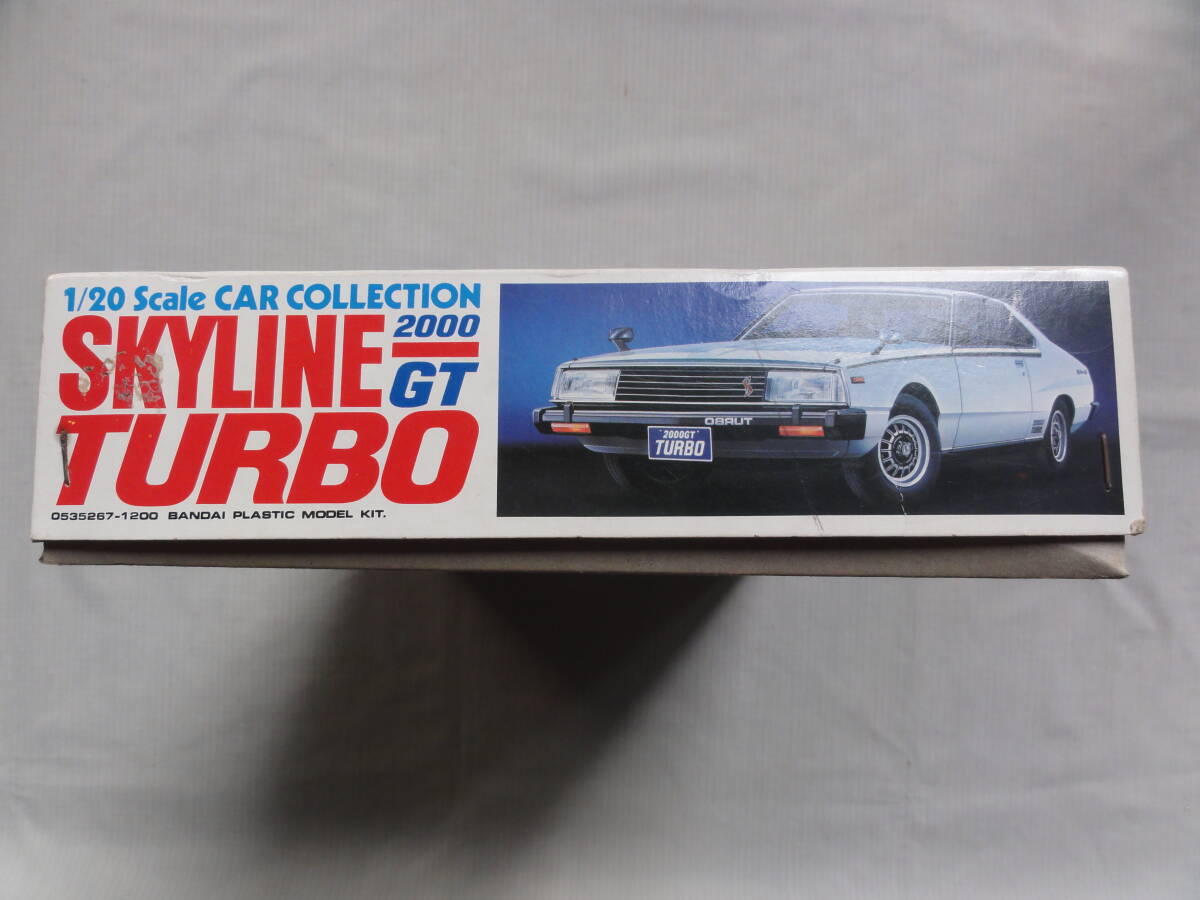 1/20 Scale CAR COLLECTION
SKYLINE 2000 GT
TURBO
0535267-1200 BANDAI PLASTIC MODEL KIT.
TURBO
2000GT
TURBO